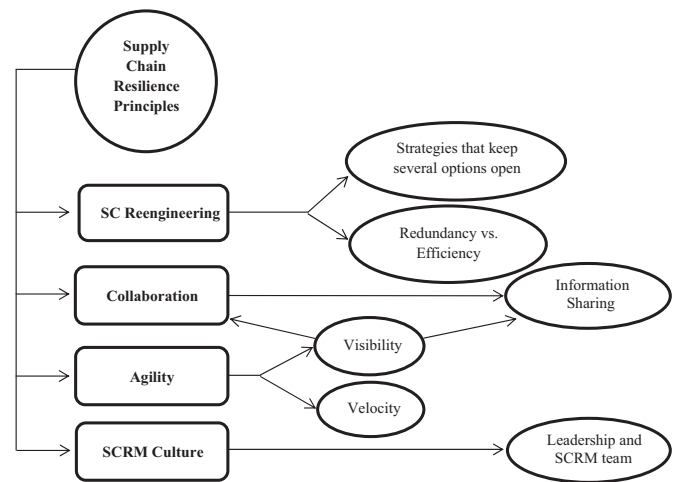 Supply
Chain
Resilience
Principles
Strategies that keep
several options open
SC Reengineering
Redundancy vs.
Efficiency
Collaboration
Information
Sharing
Visibility
Agility
Velocity
SCRM Culture
Leadership and
SCRM team